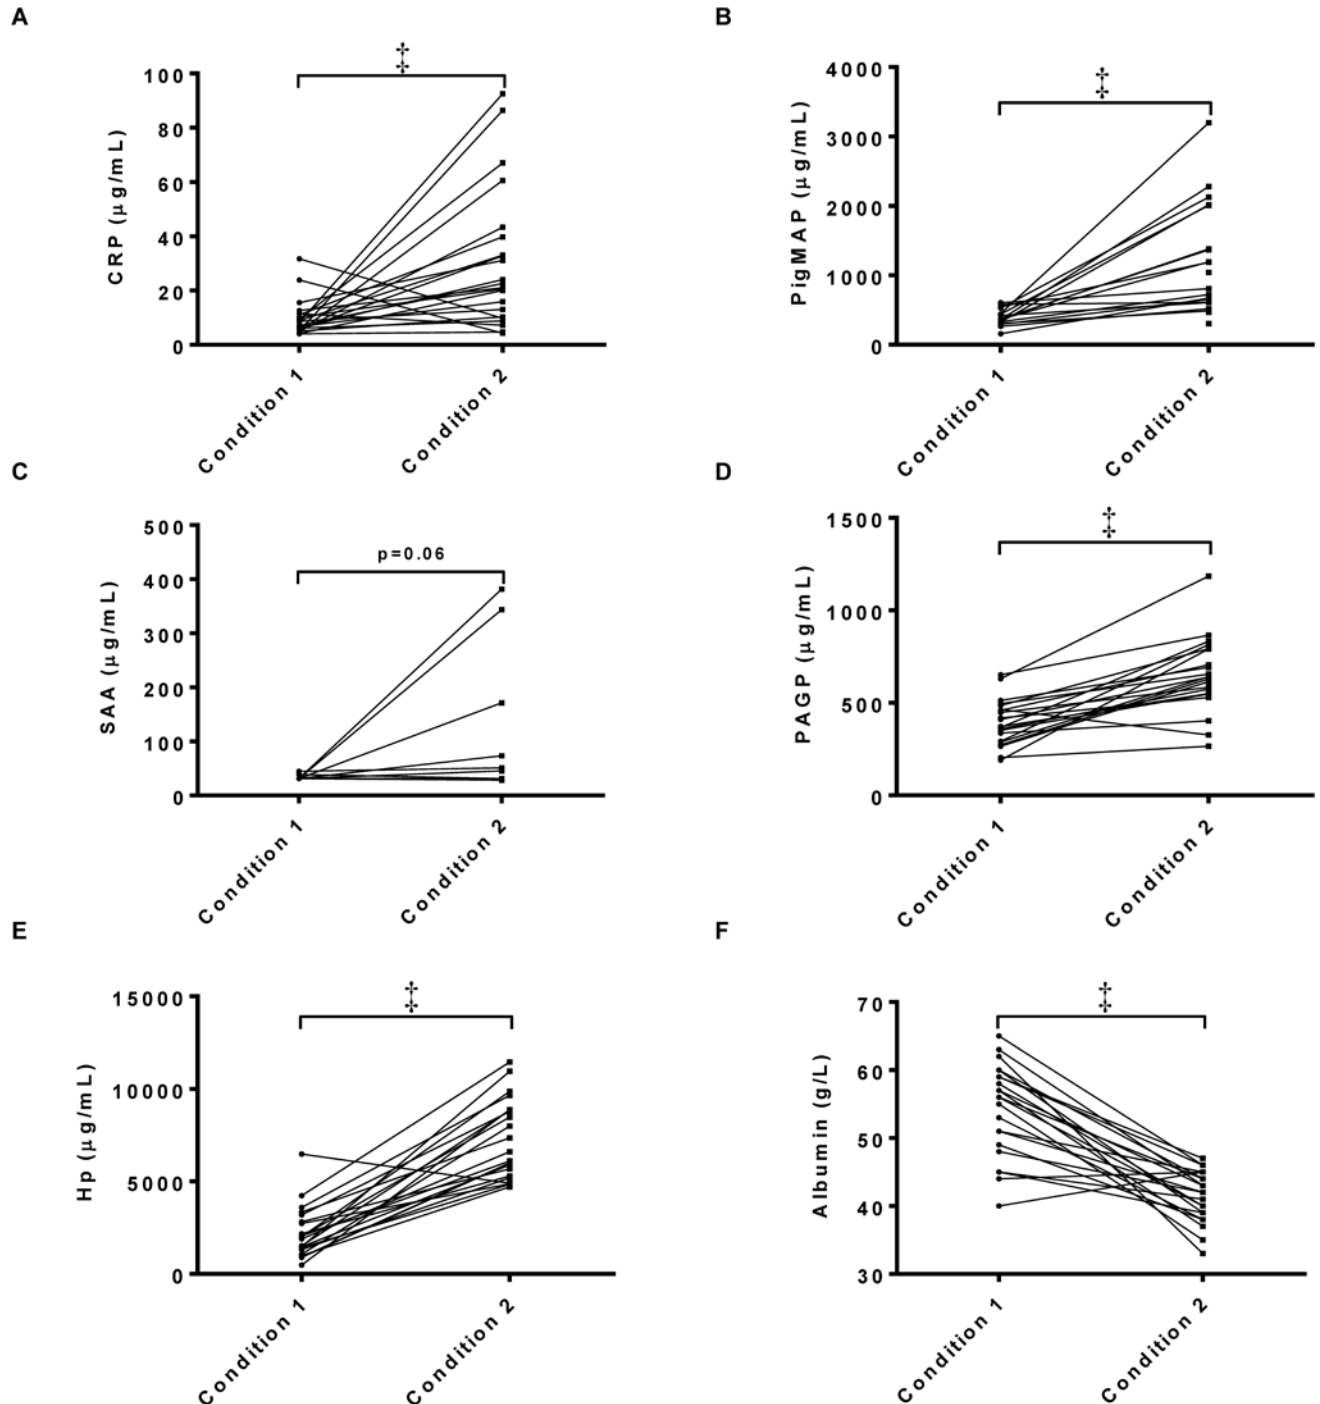 A
‡
CRP (μg/mL)
100
80
60
40
20
0
Condition 1
Condition 2
B
‡
PigMAP (μg/mL)
4000
3000
2000
1000
0
Condition 1
Condition 2
C
p=0.06
SAA (μg/mL)
500
400
300
200
100
0
Condition 1
Condition 2
D
‡
PAGP (μg/mL)
1500
1000
500
0
Condition 1
Condition 2
E
‡
Hp (μg/mL)
15000
10000
5000
0
Condition 1
Condition 2
F
‡
Albumin (g/L)
70
60
50
40
30
Condition 1
Condition 2